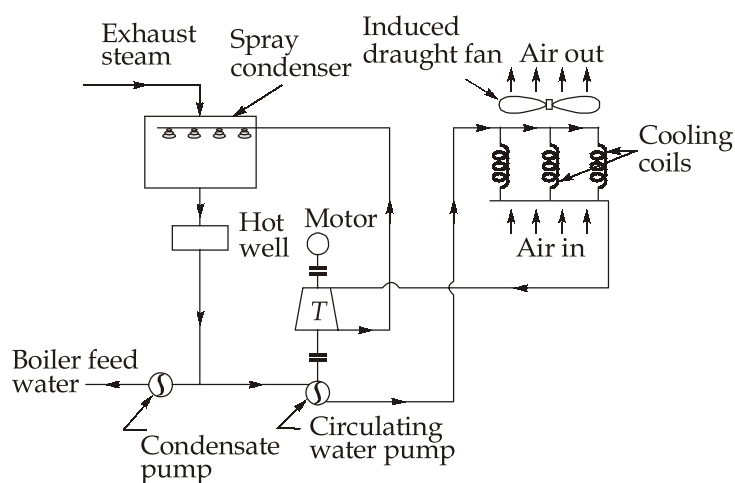 Exhaust
steam
Spray
condenser
Induced
draught fan
Air out
Cooling
coils
Hot
well
Motor
Air in
T
Boiler feed
water
Condensate
pump
Circulating
water pump